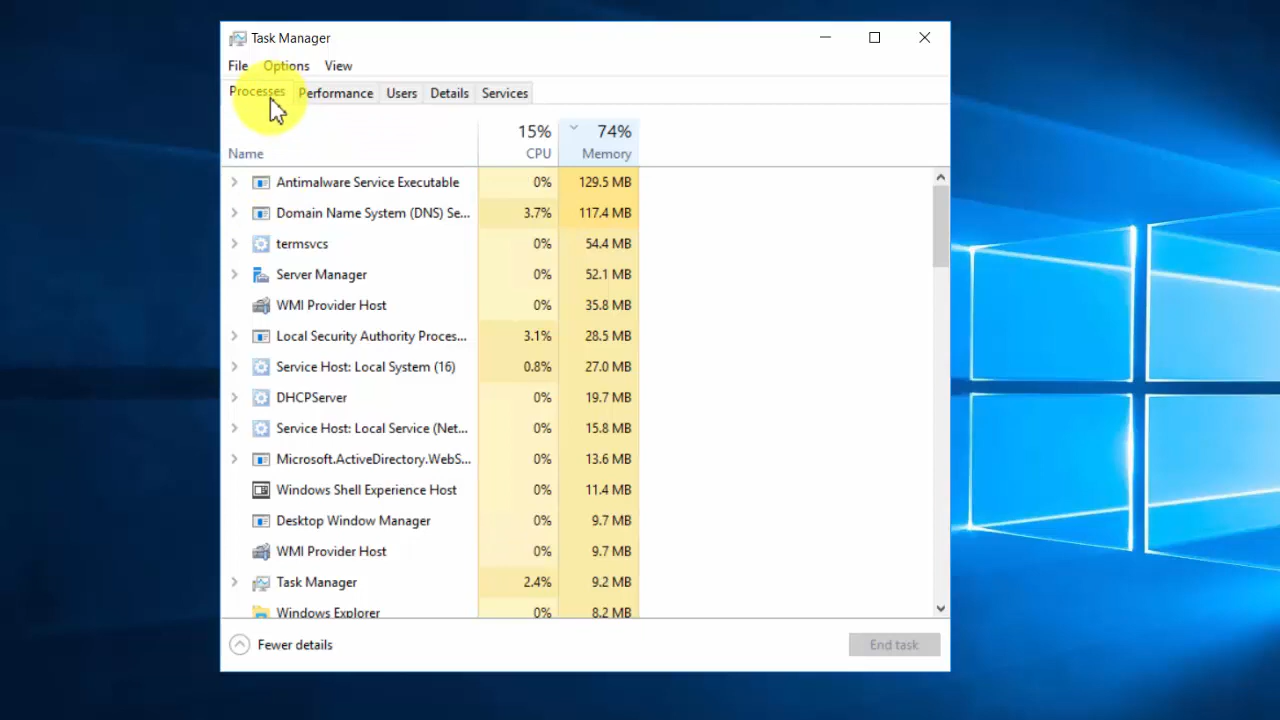 Task Manager
File Options View
Processes Performance Users Details Services
15% 74%
Name CPU Memory
Antimalware Service Executable 0% 129.5 MB
Domain Name System (DNS) Se... 3.7% 117.4 MB
termsvcs 0% 54.4 MB
Server Manager 0% 52.1 MB
WMI Provider Host 0% 35.8 MB
Local Security Authority Proces... 3.1% 28.5 MB
Service Host: Local System (16) 0.8% 27.0 MB
DHCPServer 0% 19.7 MB
Service Host: Local Service (Net... 0% 15.8 MB
Microsoft.ActiveDirectory.WebS... 0% 13.6 MB
Windows Shell Experience Host 0% 11.4 MB
Desktop Window Manager 0% 9.7 MB
WMI Provider Host 0% 9.7 MB
Task Manager 2.4% 9.2 MB
Windows Explorer 0% 8.2 MB
Fewer details End task